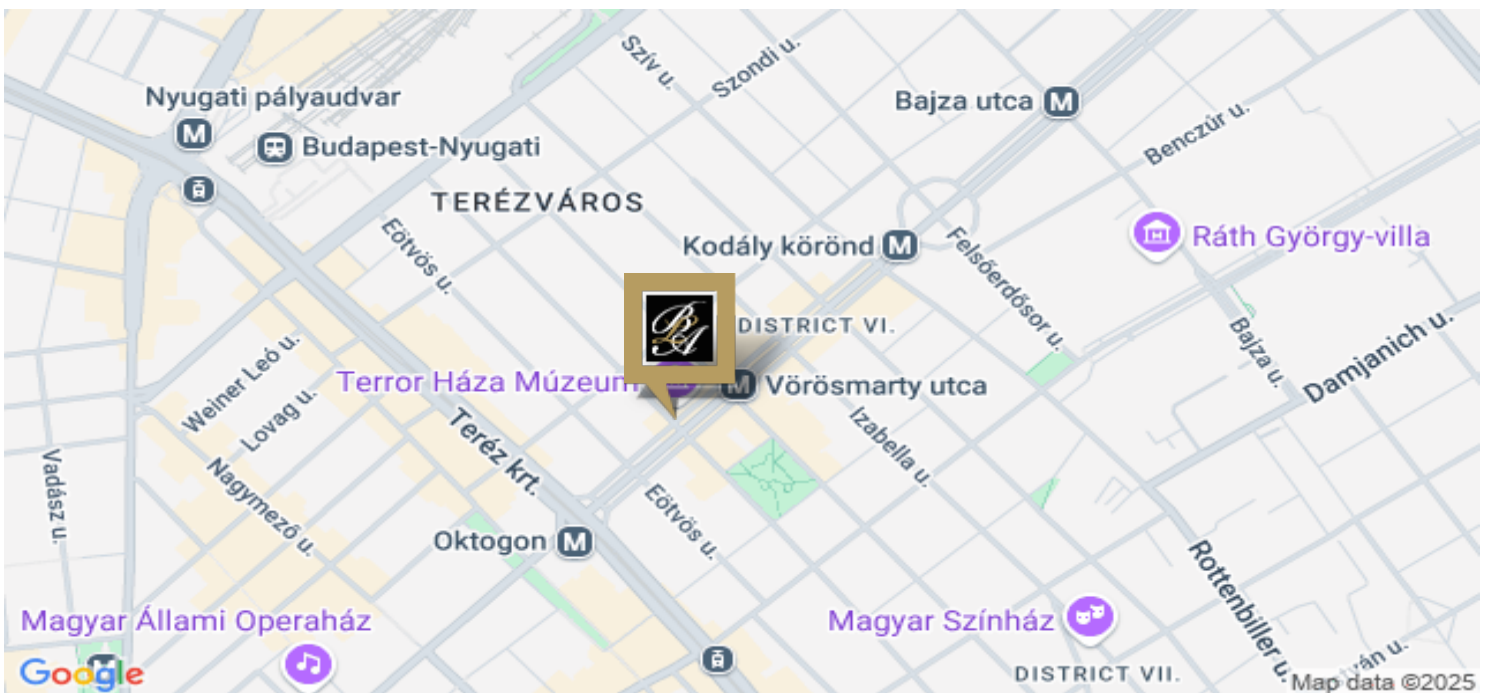 Szív u.
Szondi u.
Nyugati pályaudvar
M
Bajza utca M
Benczúr u.
Budapest-Nyugati
TERÉZVÁROS
Eötvös u.
Kodály körönd M
Felsőerdősor u.
Ráth György-villa
BLA
DISTRICT VI.
Bajza u.
Damjanich u.
Weiner Leó u.
Terror Háza Múzeum
M Vörösmarty utca
Lovag u.
Teréz krt.
Izabella u.
Vadász u.
Nagymező u.
Eötvös u.
Oktogon M
Rottenbiller u.
Magyar Állami Operaház
Magyar Színház
DISTRICT VII.
Google
Map data ©2025